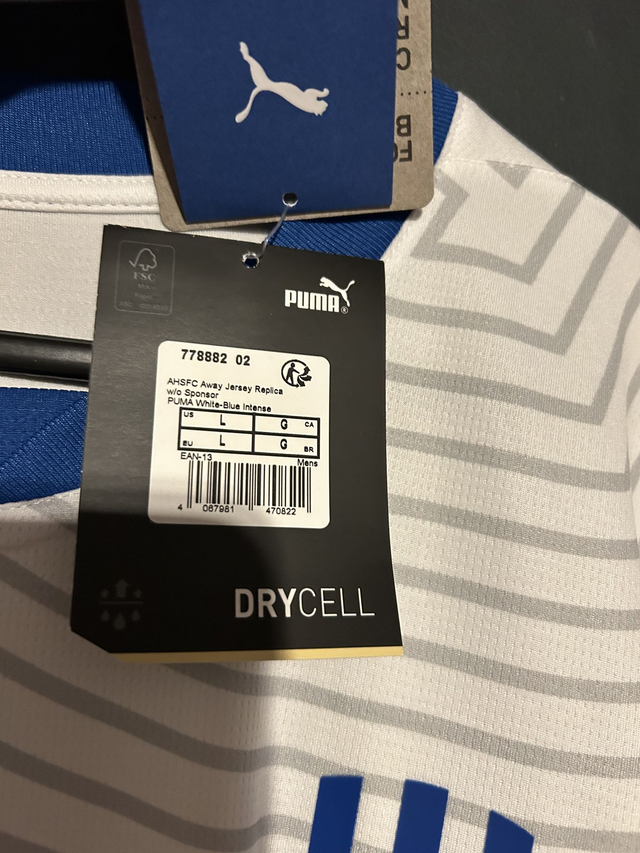 FSC
PUMA®
778882 02
AHSFC Away Jersey Replica
w/o Sponsor
PUMA White-Blue Intense
US L G CA
EU L G BR
EAN-13 Mens
4 067981 470822
DRYCELL